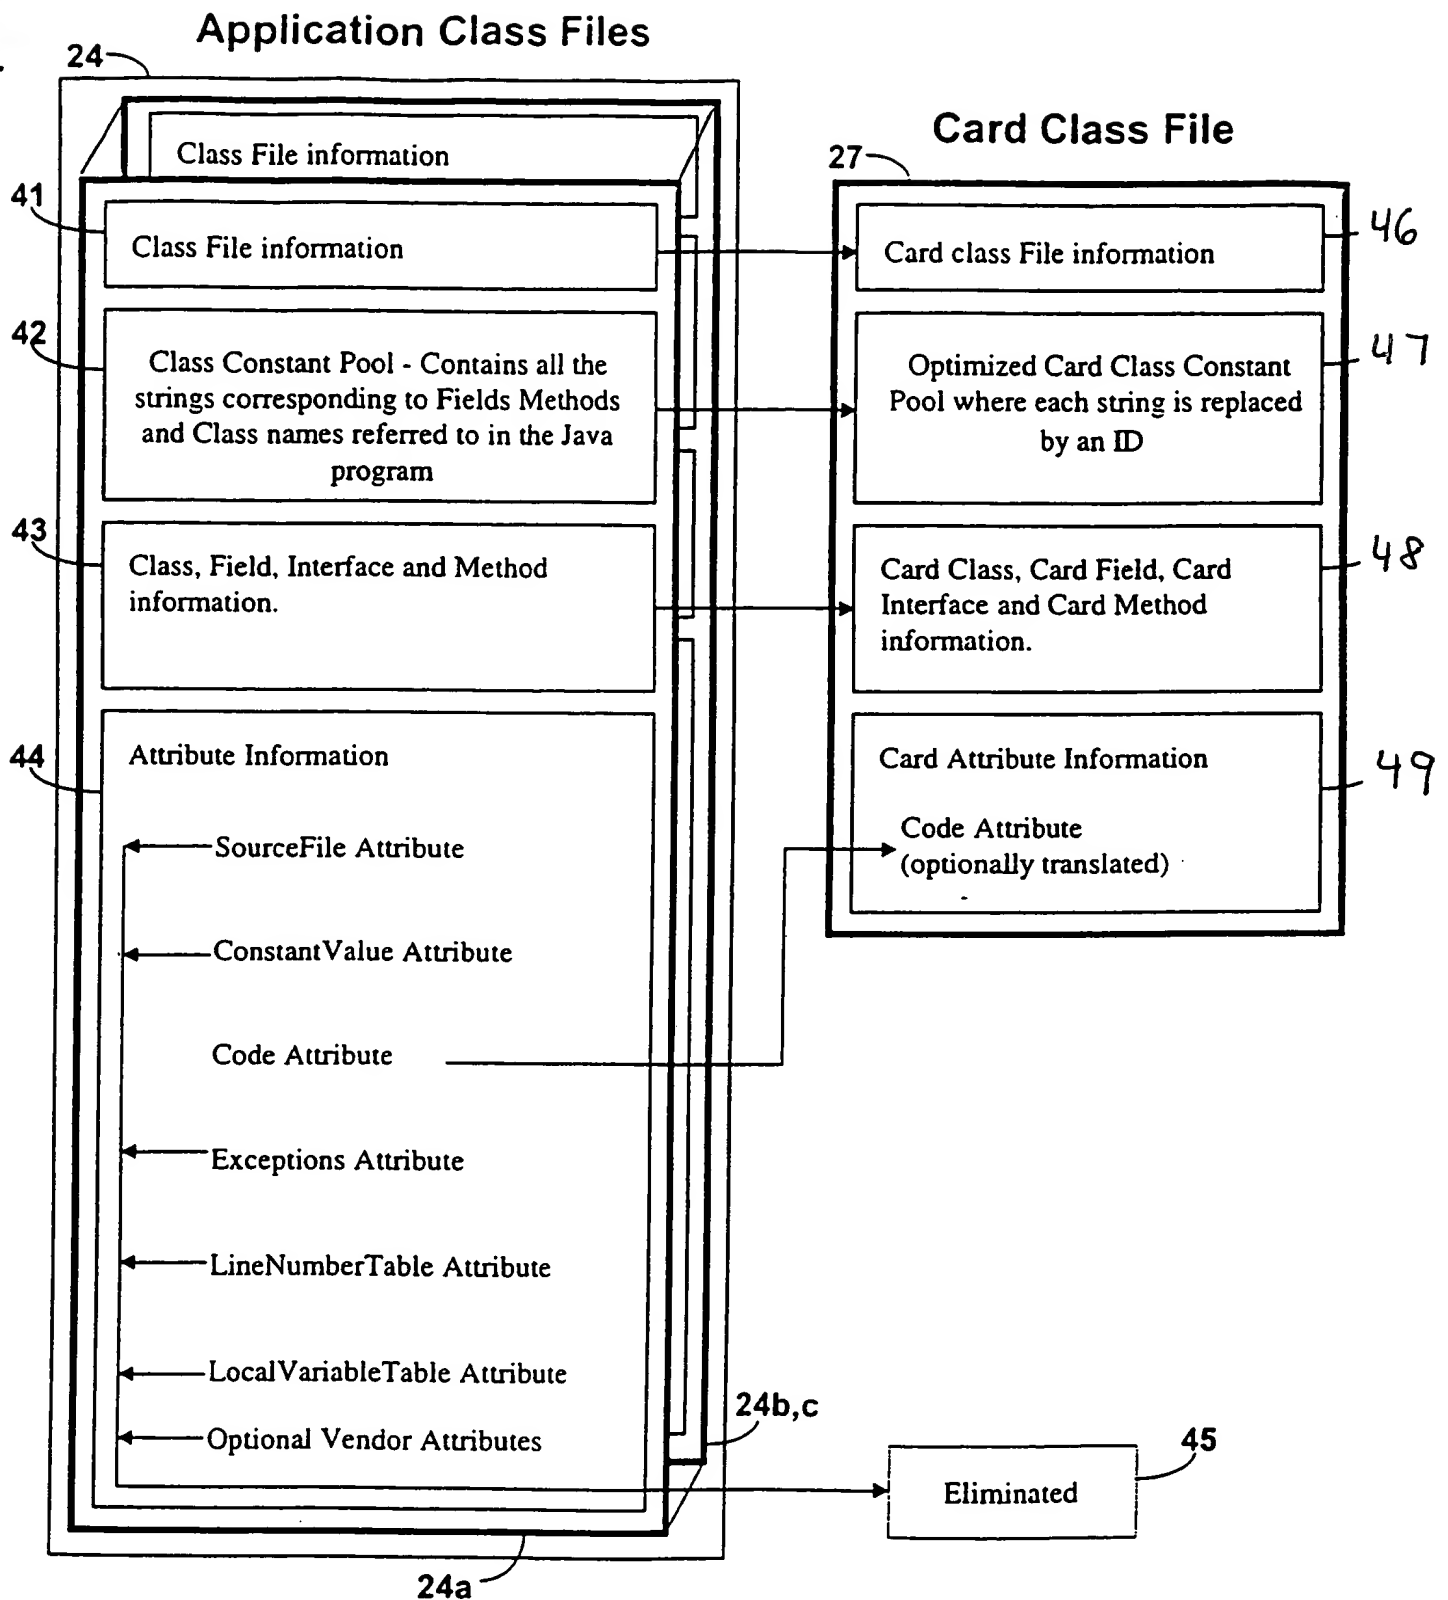 Application Class Files
24
Class File information
41
Class File information
42
Class Constant Pool - Contains all the
strings corresponding to Fields Methods
and Class names referred to in the Java
program
43
Class, Field, Interface and Method
information.
44
Attribute Information
SourceFile Attribute
ConstantValue Attribute
Code Attribute
Exceptions Attribute
LineNumberTable Attribute
LocalVariableTable Attribute
Optional Vendor Attributes
24b,c
24a
Card Class File
27
Card class File information
46
Optimized Card Class Constant
Pool where each string is replaced
by an ID
47
Card Class, Card Field, Card
Interface and Card Method
information.
48
Card Attribute Information
49
Code Attribute
(optionally translated)
45
Eliminated